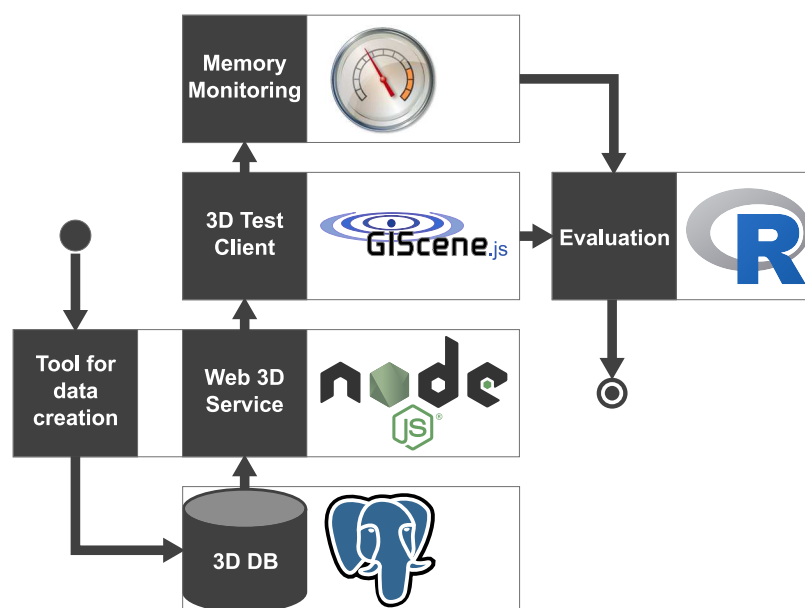 Memory
Monitoring
3D Test
Client
GIScene.js
Evaluation
R
Tool for
data
creation
Web 3D
Service
node
JS®
3D DB